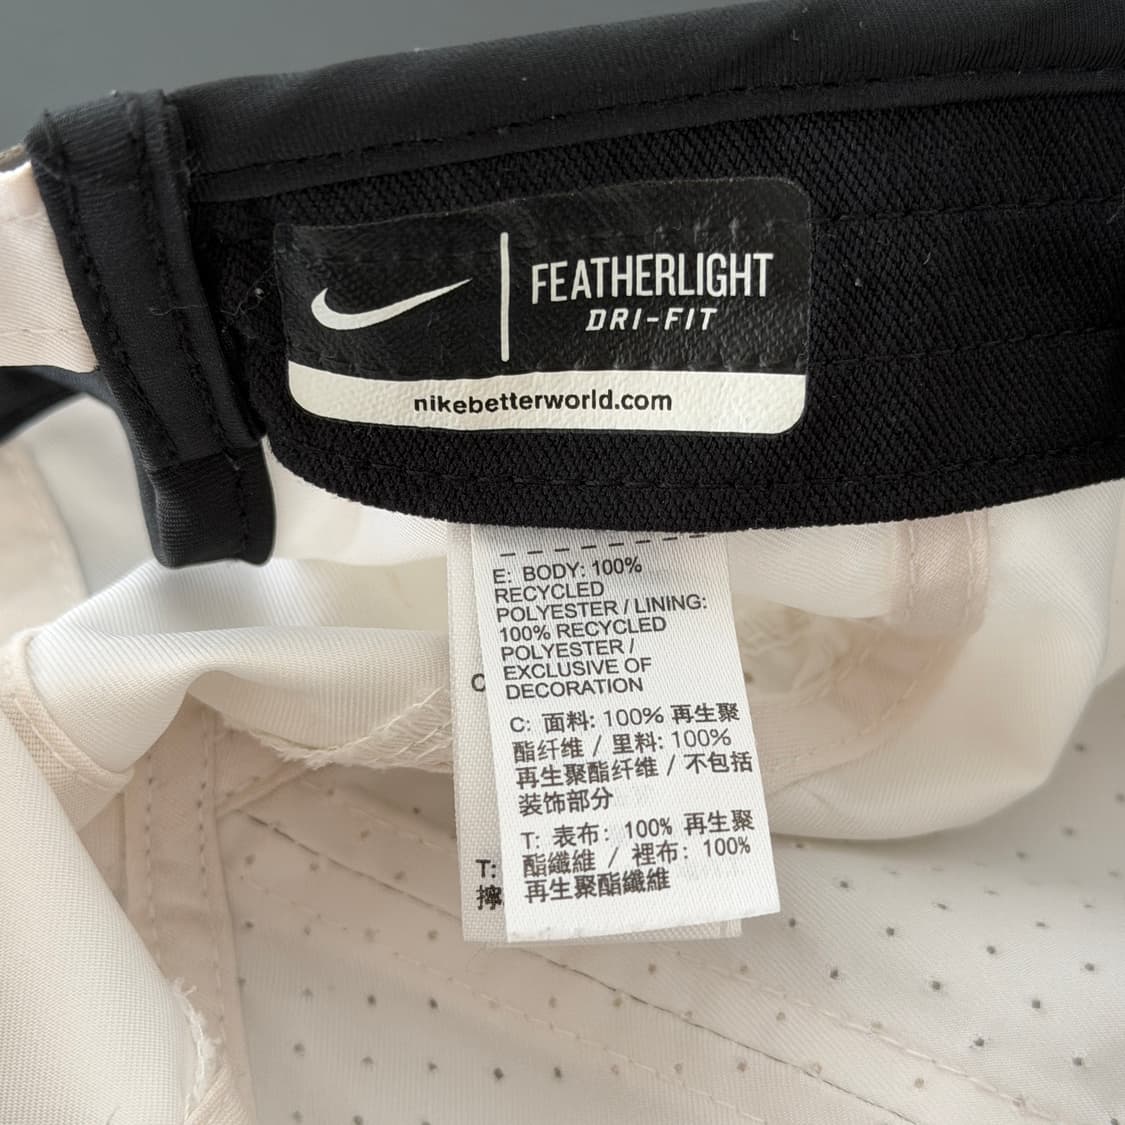 FEATHERLIGHT
DRI-FIT
nikebetterworld.com
E: BODY: 100%
RECYCLED
POLYESTER / LINING:
100% RECYCLED
POLYESTER /
EXCLUSIVE OF
DECORATION
C: 面料: 100% 再生聚
酯纤维 / 里料: 100%
再生聚酯纤维 / 不包括
装饰部分
T: 表布: 100% 再生聚
酯纖維 / 裡布: 100%
再生聚酯纖維
T:
擰